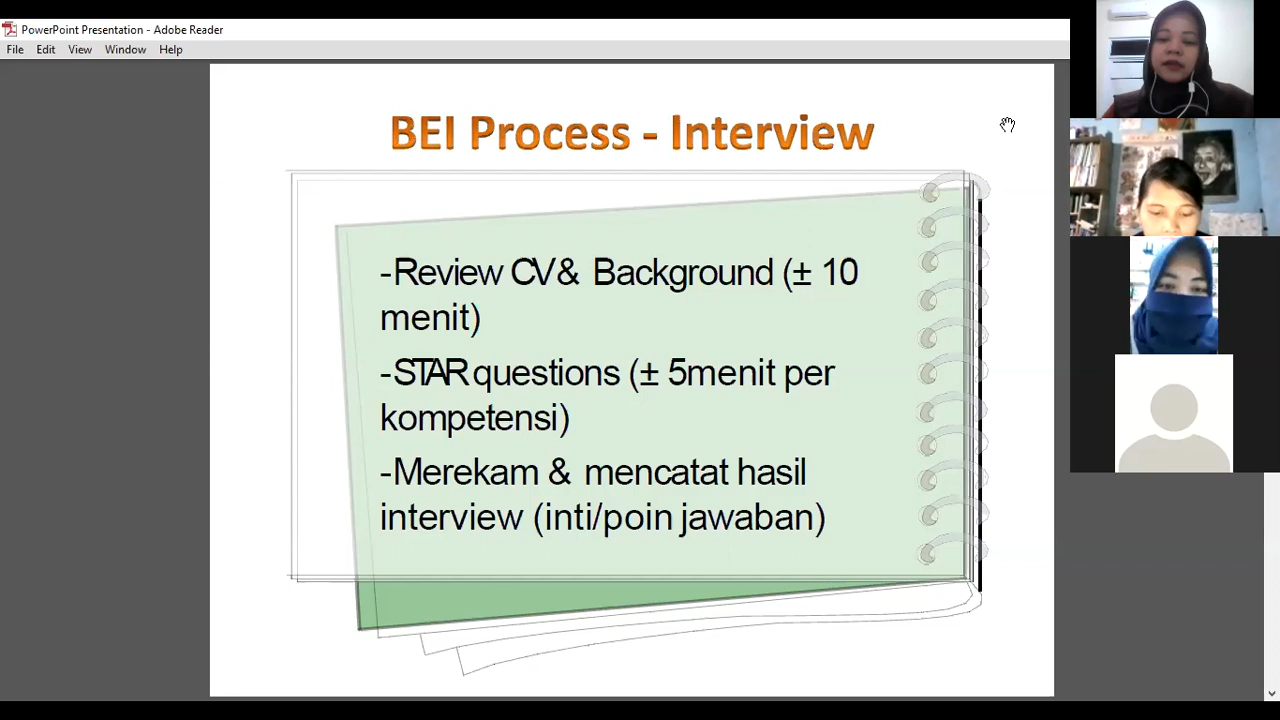 PowerPoint Presentation - Adobe Reader
File Edit View Window Help
BEI Process - Interview
-Review CV& Background (± 10
menit)
-STAR questions (± 5menit per
kompetensi)
-Merekam & mencatat hasil
interview (inti/poin jawaban)